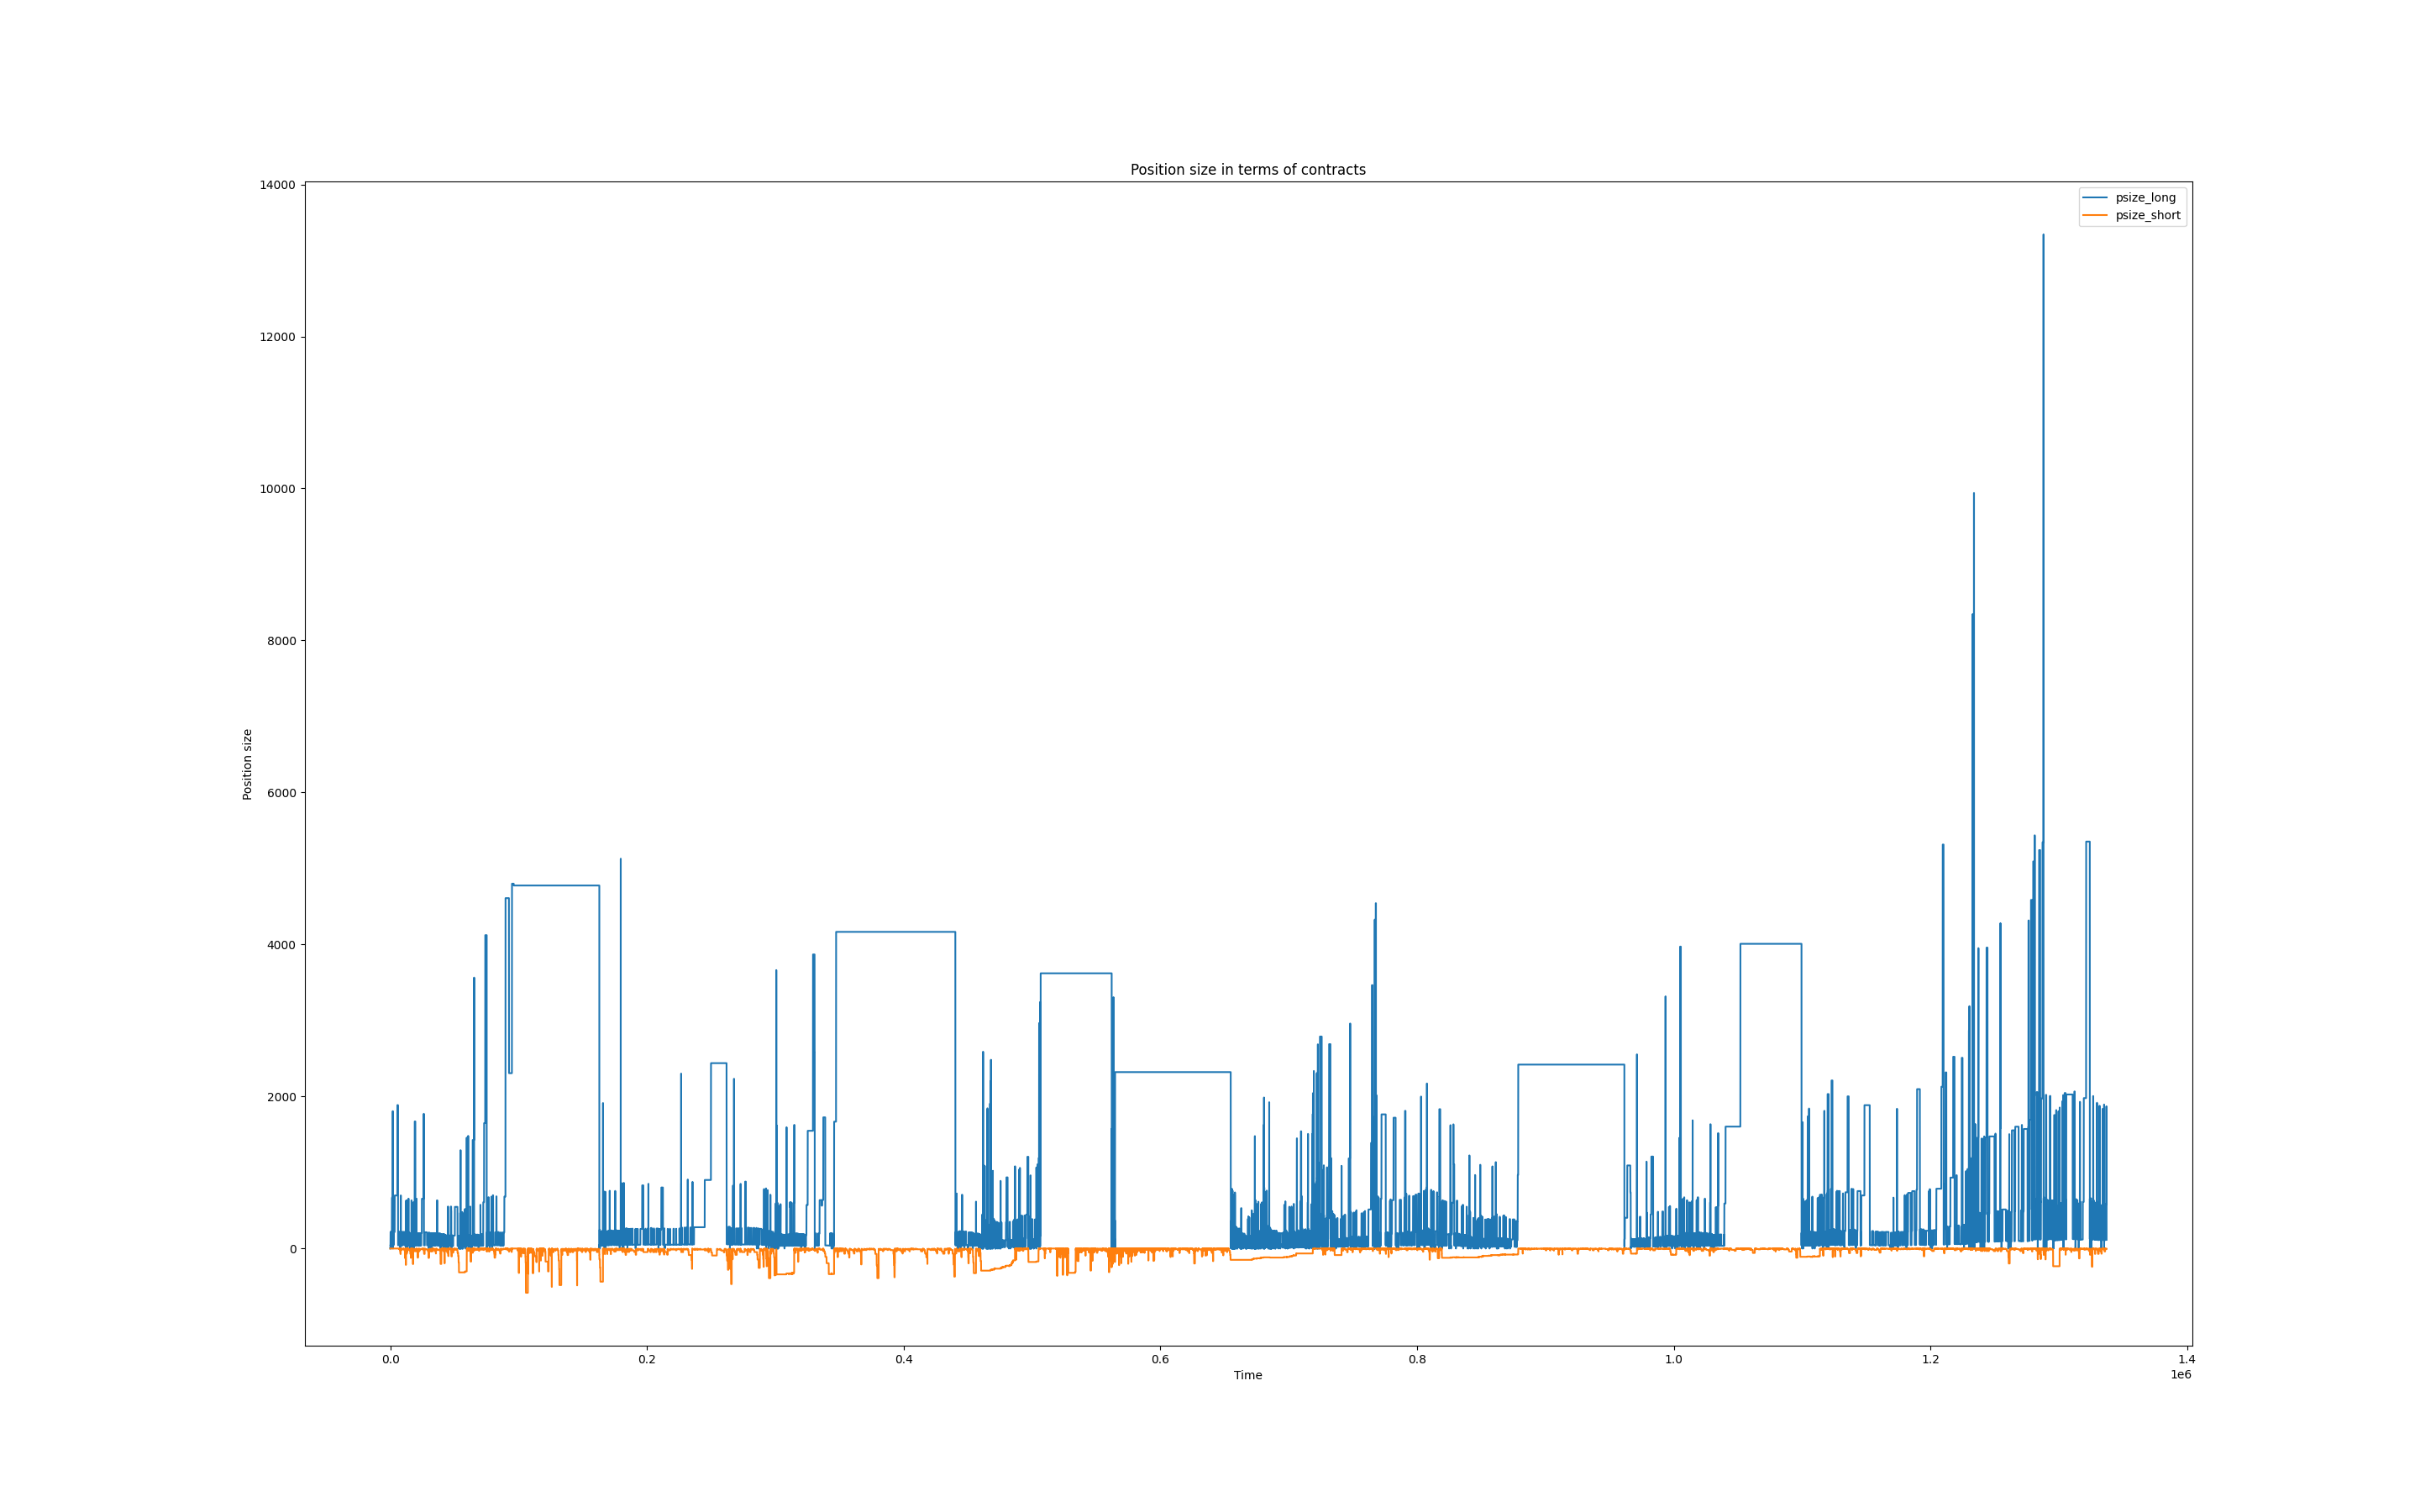 Position size in terms of contracts
psize_long
psize_short
Position size
14000
12000
10000
8000
6000
4000
2000
0
0.0 0.2 0.4 0.6 0.8 1.0 1.2 1.4
Time
1e6